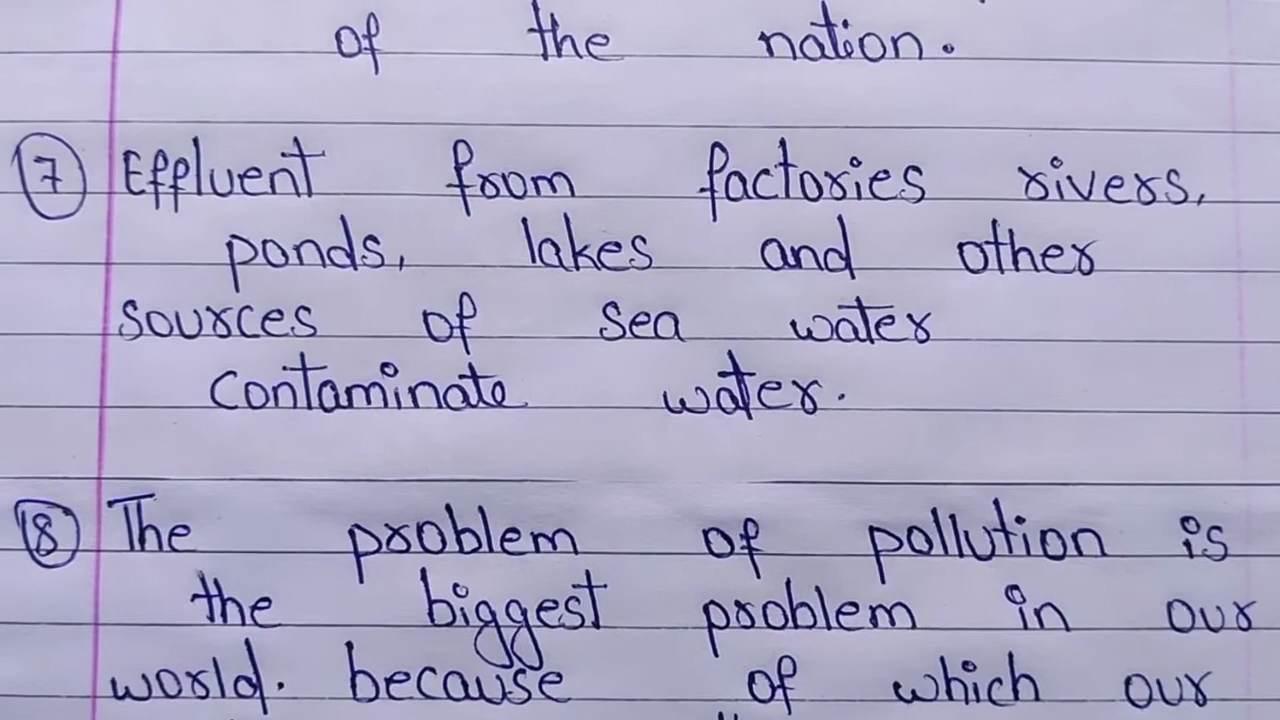 of the nation.
7 Effluent from factories rivers,
ponds, lakes and other
sources of sea water
contaminate water.
8 The problem of pollution is
the biggest problem in our
world. because of which our